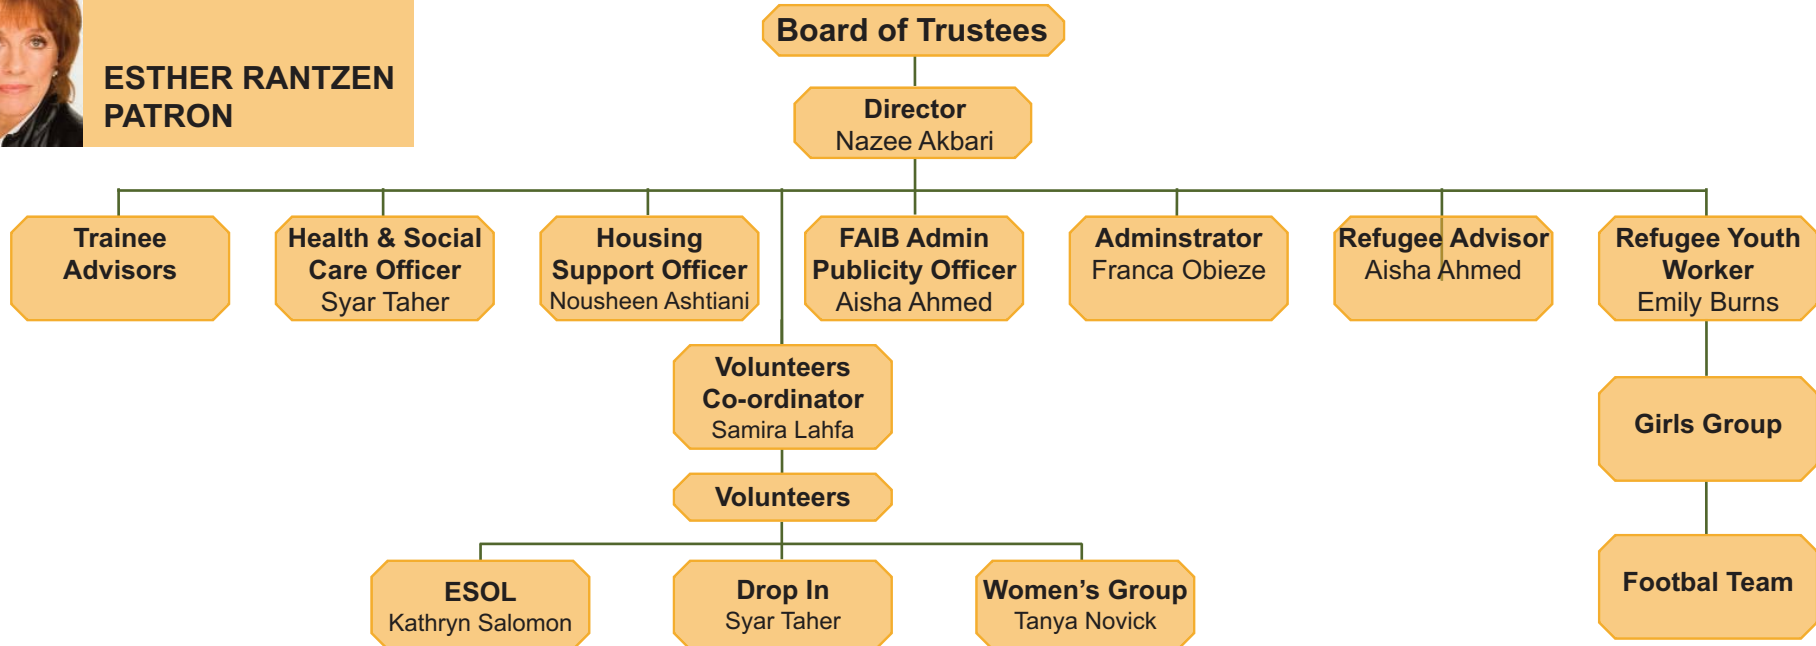 ESTHER RANTZEN
PATRON
Board of Trustees
Director
Nazee Akbari
Trainee
Advisors
Health & Social
Care Officer
Syar Taher
Housing
Support Officer
Nousheen Ashtiani
FAIB Admin
Publicity Officer
Aisha Ahmed
Adminstrator
Franca Obieze
Refugee Advisor
Aisha Ahmed
Refugee Youth
Worker
Emily Burns
Volunteers
Co-ordinator
Samira Lahfa
Girls Group
Volunteers
ESOL
Kathryn Salomon
Drop In
Syar Taher
Women’s Group
Tanya Novick
Footbal Team